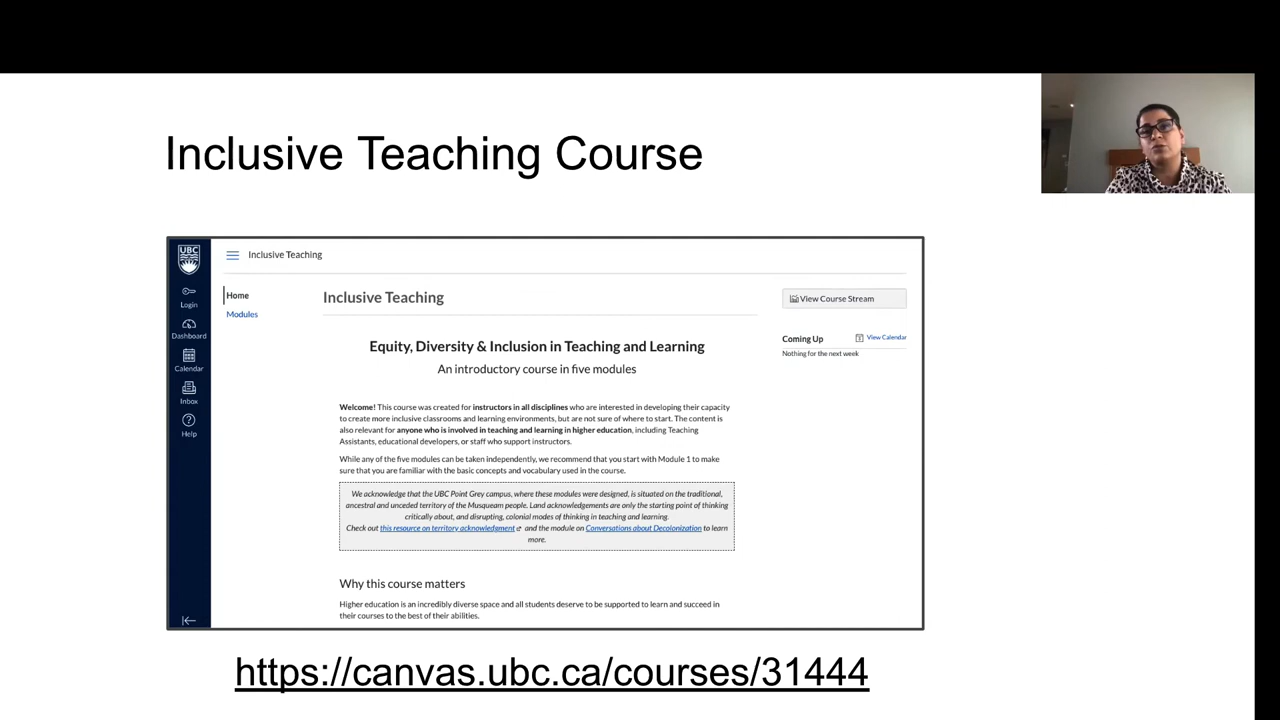 Inclusive Teaching Course
UBC
Inclusive Teaching
Login
Dashboard
Calendar
Inbox
Help
Home
Modules
Inclusive Teaching
View Course Stream
Coming Up
View Calendar
Nothing for the next week
Equity, Diversity & Inclusion in Teaching and Learning
An introductory course in five modules
Welcome! This course was created for instructors in all disciplines who are interested in developing their capacity
to create more inclusive classrooms and learning environments, but are not sure of where to start. The content is
also relevant for anyone who is involved in teaching and learning in higher education, including Teaching
Assistants, educational developers, or staff who support instructors.
While any of the five modules can be taken independently, we recommend that you start with Module 1 to make
sure that you are familiar with the basic concepts and vocabulary used in the course.
We acknowledge that the UBC Point Grey campus, where these modules were designed, is situated on the traditional,
ancestral and unceded territory of the Musqueam people. Land acknowledgements are only the starting point of thinking
critically about, and disrupting, colonial modes of thinking in teaching and learning.
Check out this resource on territory acknowledgment and the module on Conversations about Decolonization to learn
more.
Why this course matters
Higher education is an incredibly diverse space and all students deserve to be supported to learn and succeed in
their courses to the best of their abilities.
https://canvas.ubc.ca/courses/31444